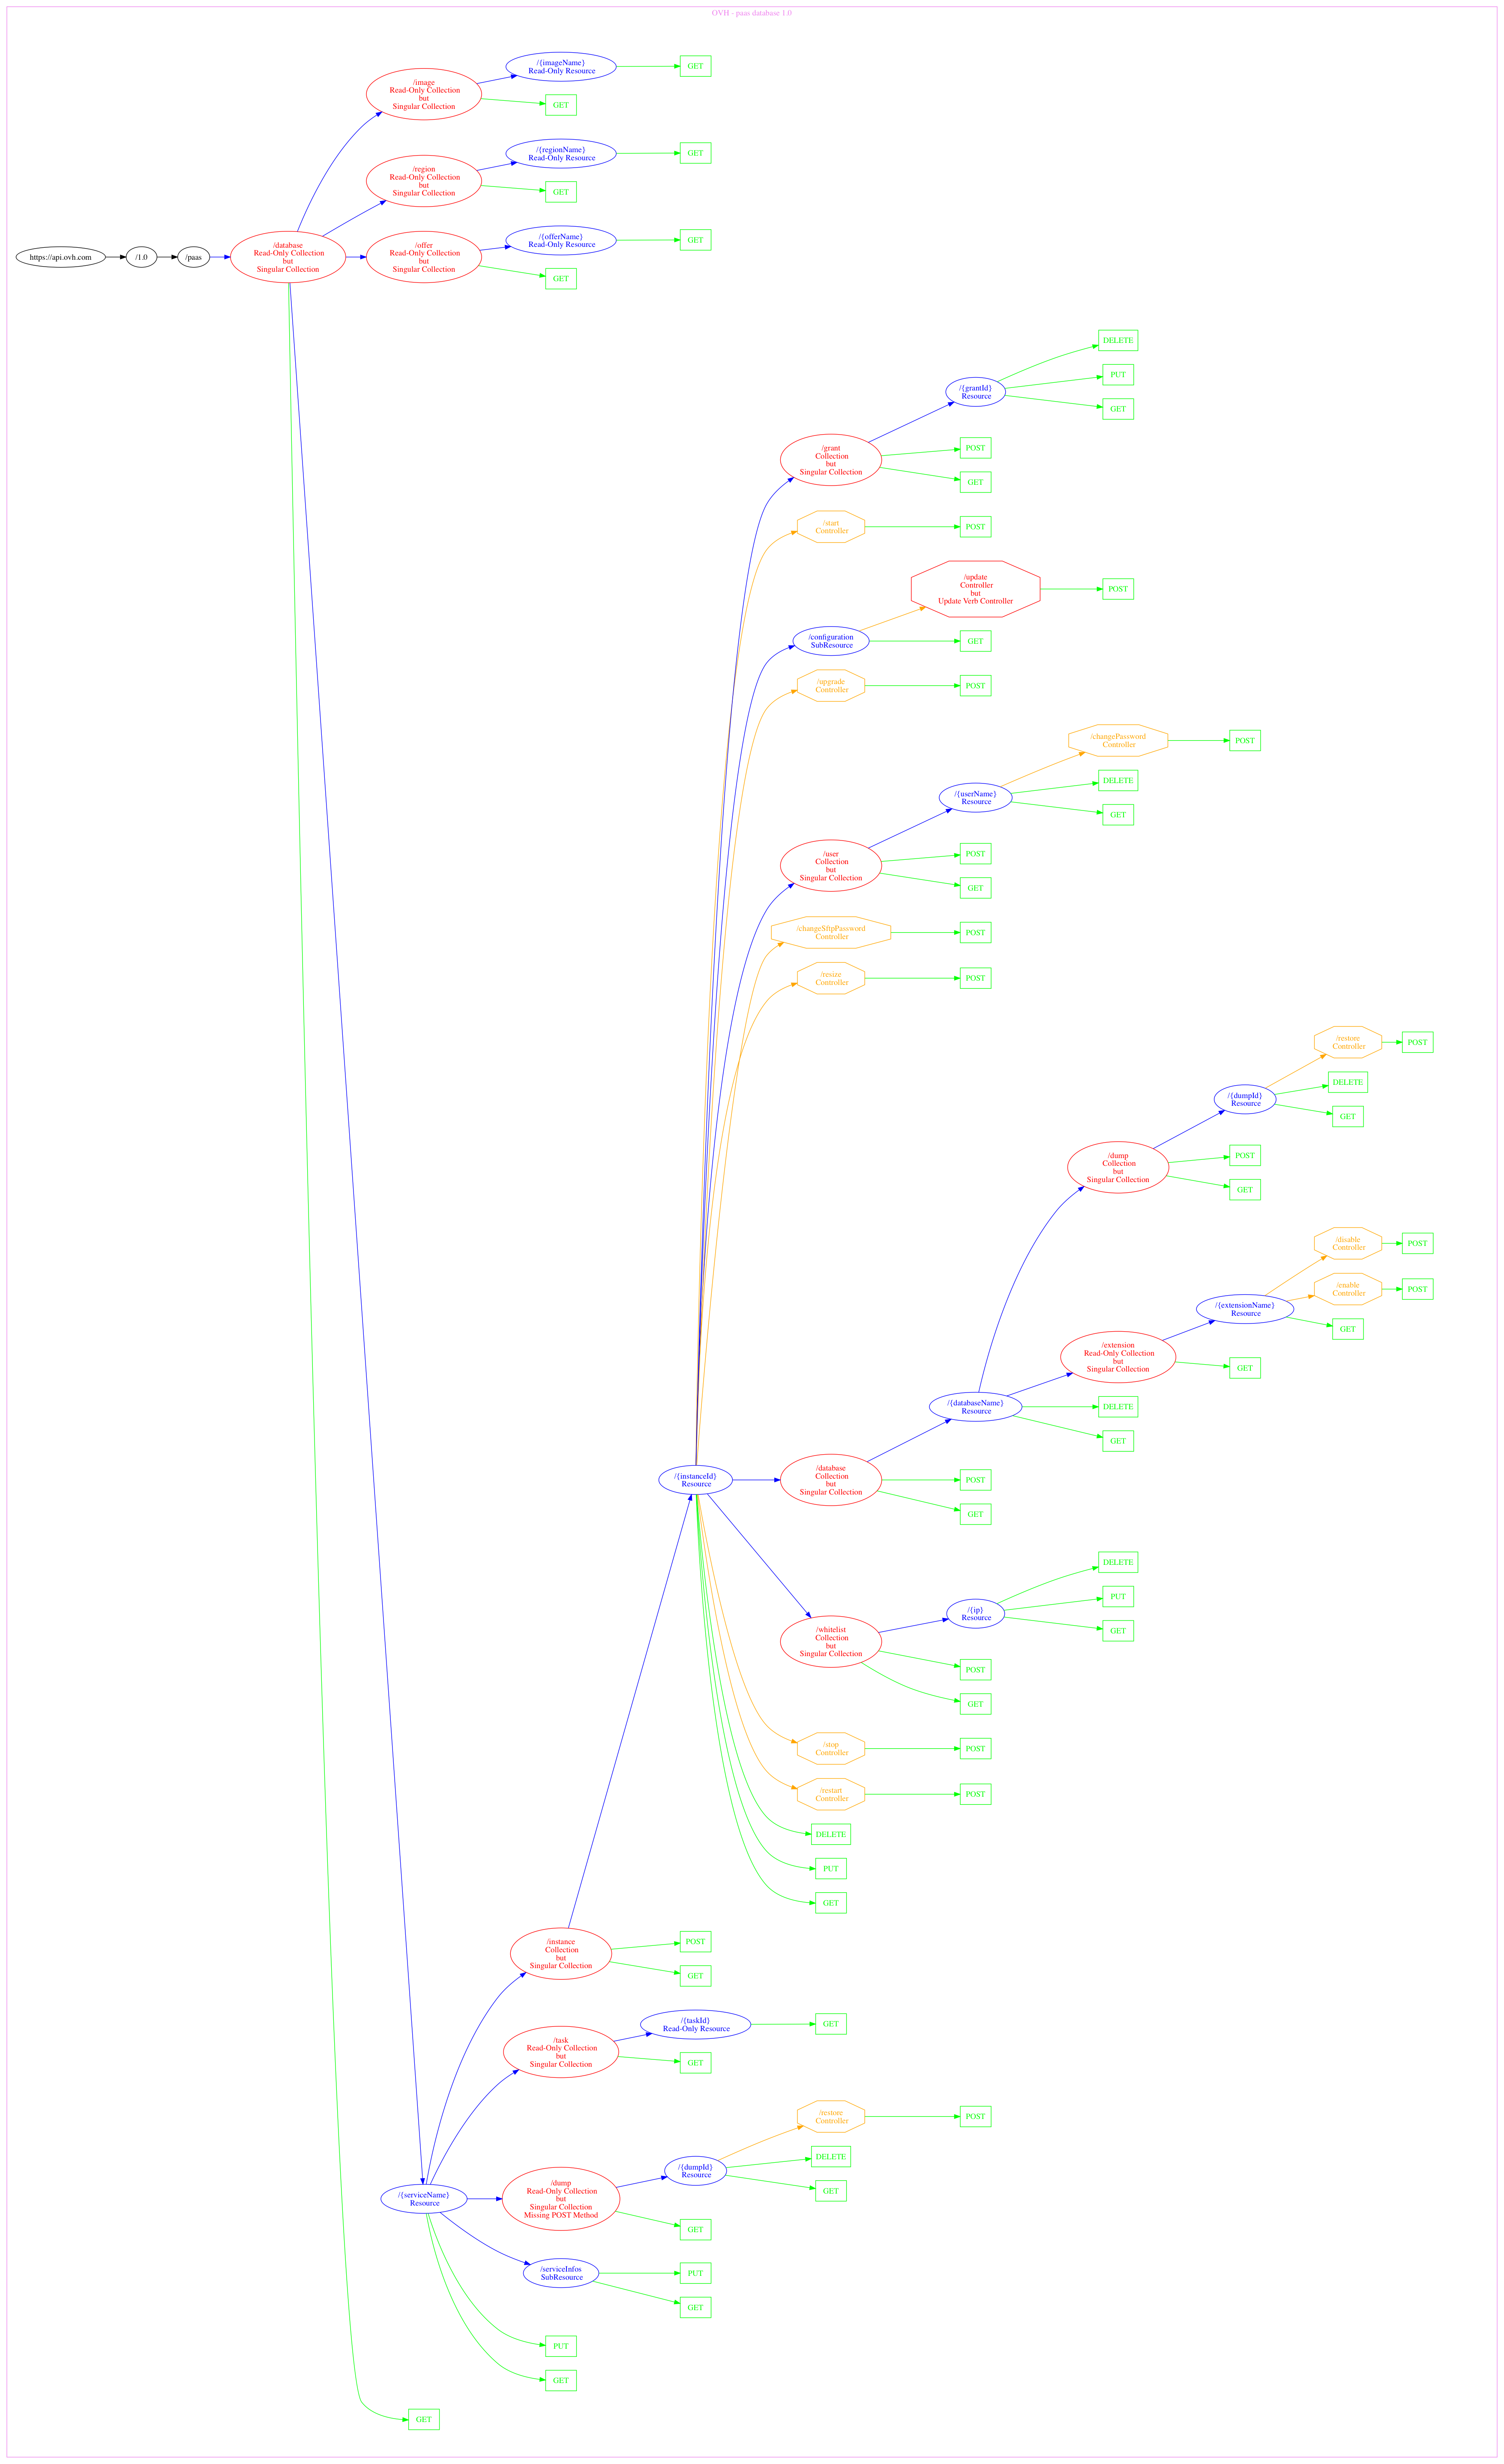 OVH - paas database 1.0
/{imageName}
Read-Only Resource
GET
/image
Read-Only Collection
but
Singular Collection
GET
/{regionName}
Read-Only Resource
GET
/region
Read-Only Collection
but
Singular Collection
GET
/{offerName}
Read-Only Resource
GET
https://api.ovh.com
/1.0
/paas
/database
Read-Only Collection
but
Singular Collection
/offer
Read-Only Collection
but
Singular Collection
GET
DELETE
PUT
/{grantId}
Resource
GET
/grant
Collection
but
Singular Collection
POST
GET
/start
Controller
POST
/update
Controller
but
Update Verb Controller
POST
/configuration
SubResource
GET
/upgrade
Controller
POST
/changePassword
Controller
POST
/{userName}
Resource
DELETE
GET
/user
Collection
but
Singular Collection
POST
GET
/changeSftpPassword
Controller
POST
/resize
Controller
POST
/restore
Controller
POST
/{dumpId}
Resource
DELETE
GET
/dump
Collection
but
Singular Collection
POST
GET
/disable
Controller
POST
/enable
Controller
POST
/{extensionName}
Resource
GET
/extension
Read-Only Collection
but
Singular Collection
GET
/{databaseName}
Resource
DELETE
GET
/{instanceId}
Resource
/database
Collection
but
Singular Collection
POST
GET
DELETE
PUT
/{ip}
Resource
GET
/whitelist
Collection
but
Singular Collection
POST
GET
/stop
Controller
POST
/restart
Controller
POST
DELETE
PUT
GET
/instance
Collection
but
Singular Collection
POST
GET
/{taskId}
Read-Only Resource
GET
/task
Read-Only Collection
but
Singular Collection
GET
/restore
Controller
POST
/{dumpId}
Resource
DELETE
GET
/{serviceName}
Resource
/dump
Read-Only Collection
but
Singular Collection
Missing POST Method
GET
/serviceInfos
SubResource
PUT
GET
PUT
GET
GET